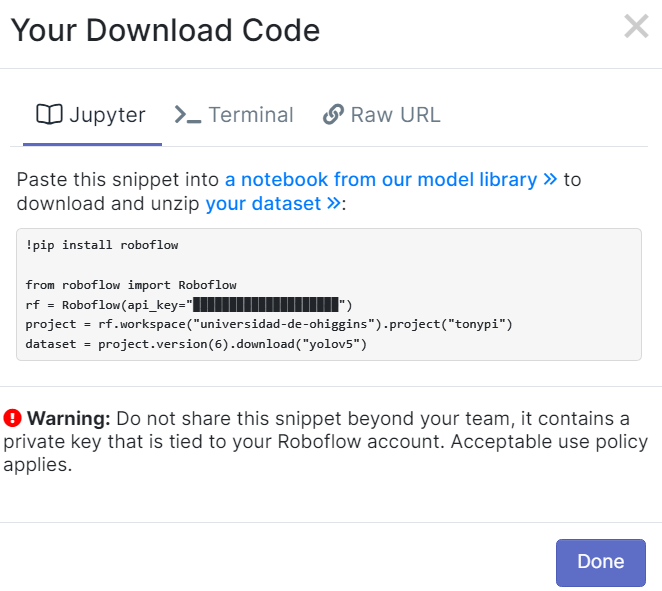 Your Download Code
Jupyter Terminal Raw URL
Paste this snippet into a notebook from our model library » to
download and unzip your dataset »:
!pip install roboflow
from roboflow import Roboflow
rf = Roboflow(api_key="████████████████████")
project = rf.workspace("universidad-de-ohiggins").project("tonypi")
dataset = project.version(6).download("yolov5")
Warning: Do not share this snippet beyond your team, it contains a
private key that is tied to your Roboflow account. Acceptable use policy
applies.
Done